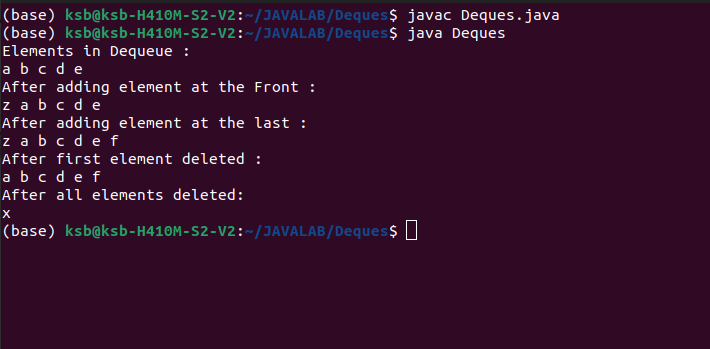 (base) ksb@ksb-H410M-S2-V2:~/JAVALAB/Deques$ javac Deques.java
(base) ksb@ksb-H410M-S2-V2:~/JAVALAB/Deques$ java Deques
Elements in Dequeue :
a b c d e
After adding element at the Front :
z a b c d e
After adding element at the last :
z a b c d e f
After first element deleted :
a b c d e f
After all elements deleted:
x
(base) ksb@ksb-H410M-S2-V2:~/JAVALAB/Deques$